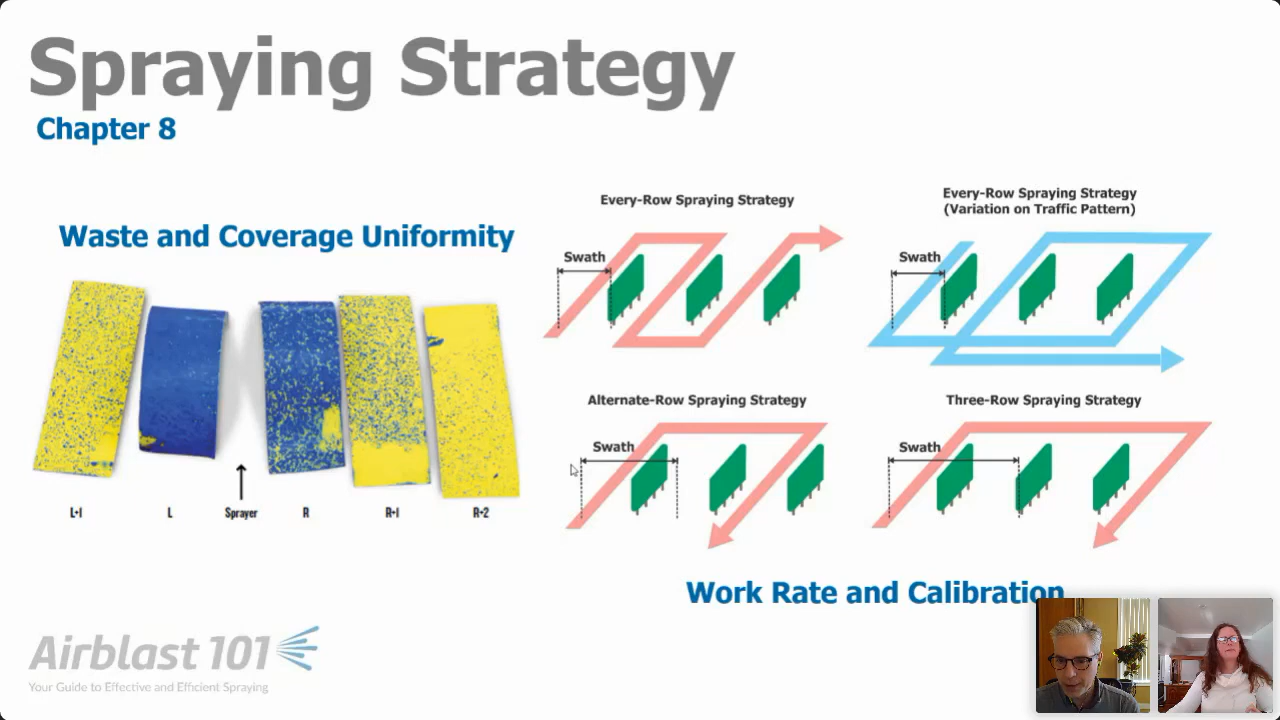 Spraying Strategy
Chapter 8
Waste and Coverage Uniformity
L+1
L
Sprayer
R
R+1
R+2
Every-Row Spraying Strategy
Swath
Every-Row Spraying Strategy
(Variation on Traffic Pattern)
Swath
Alternate-Row Spraying Strategy
Swath
Three-Row Spraying Strategy
Swath
Work Rate and Calibration
Airblast 101
Your Guide to Effective and Efficient Spraying